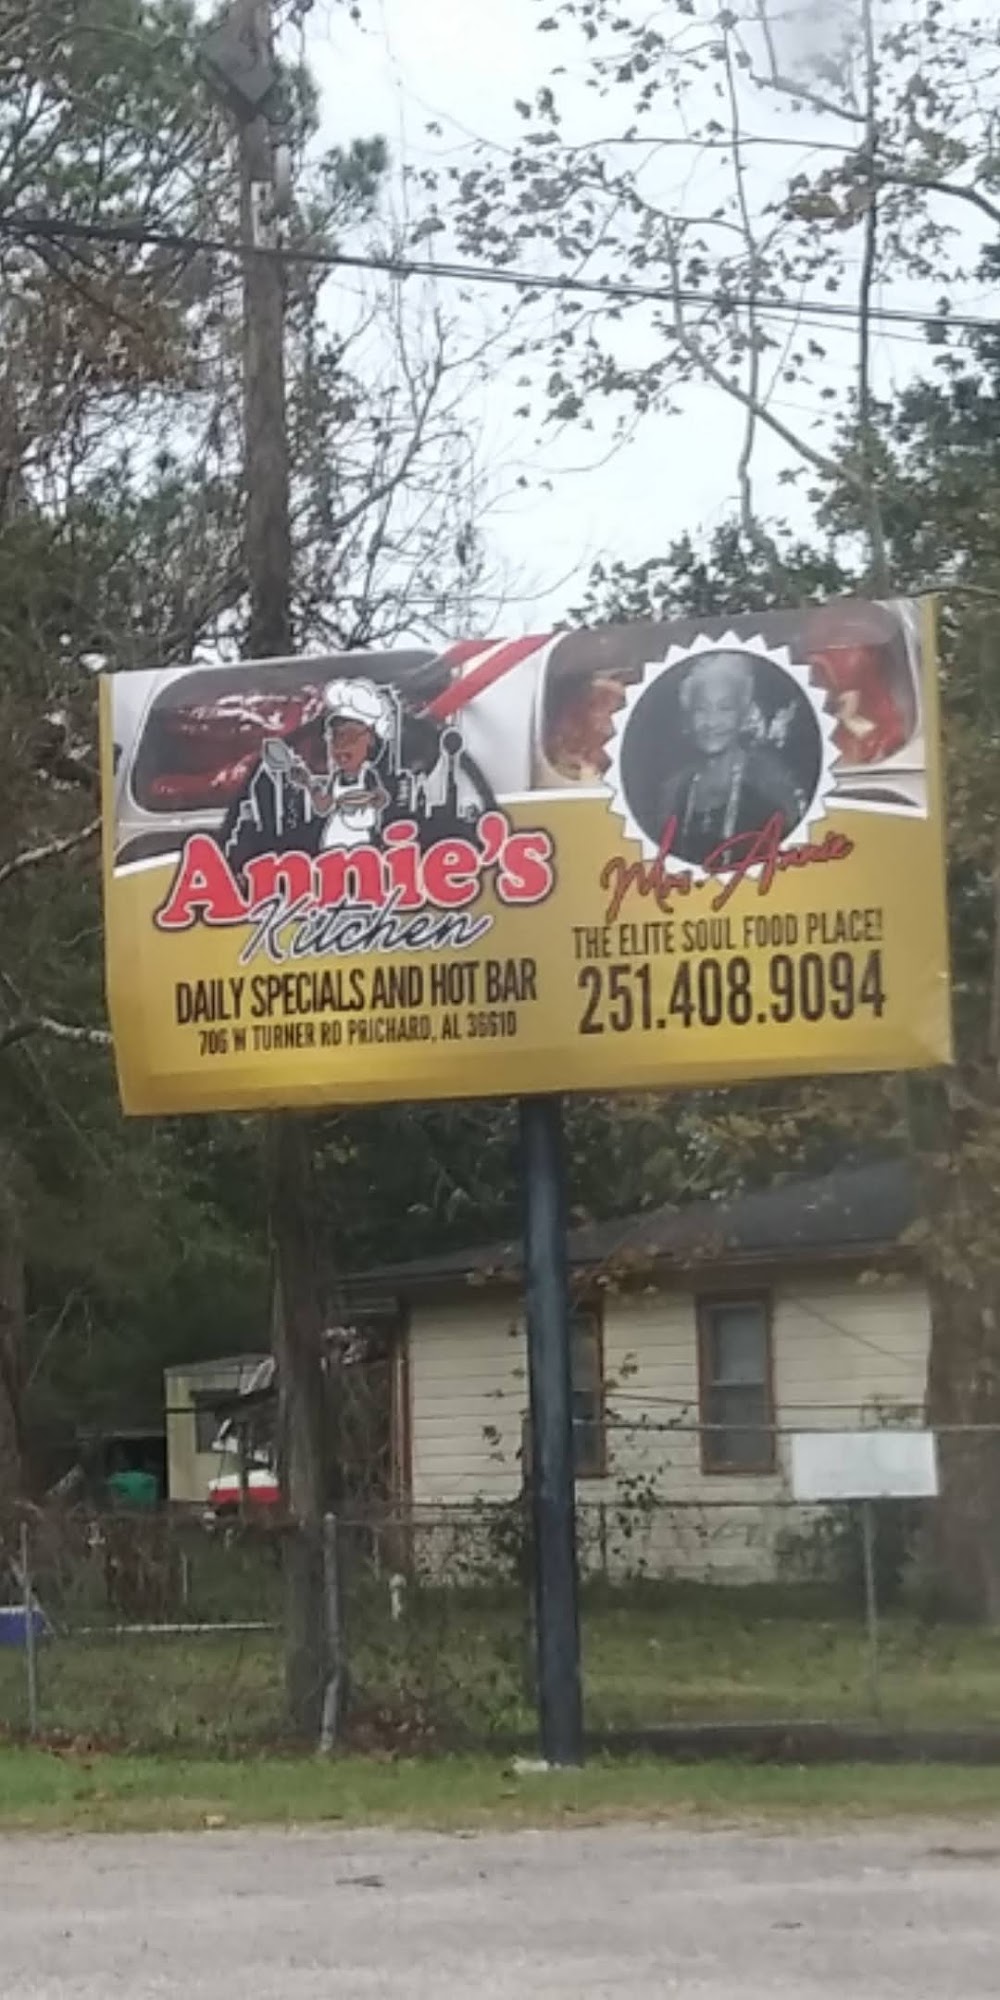 Annie's
Kitchen
DAILY SPECIALS AND HOT BAR
706 W TURNER RD PRICHARD, AL 36610
Mrs. Annie
THE ELITE SOUL FOOD PLACE!
251.408.9094